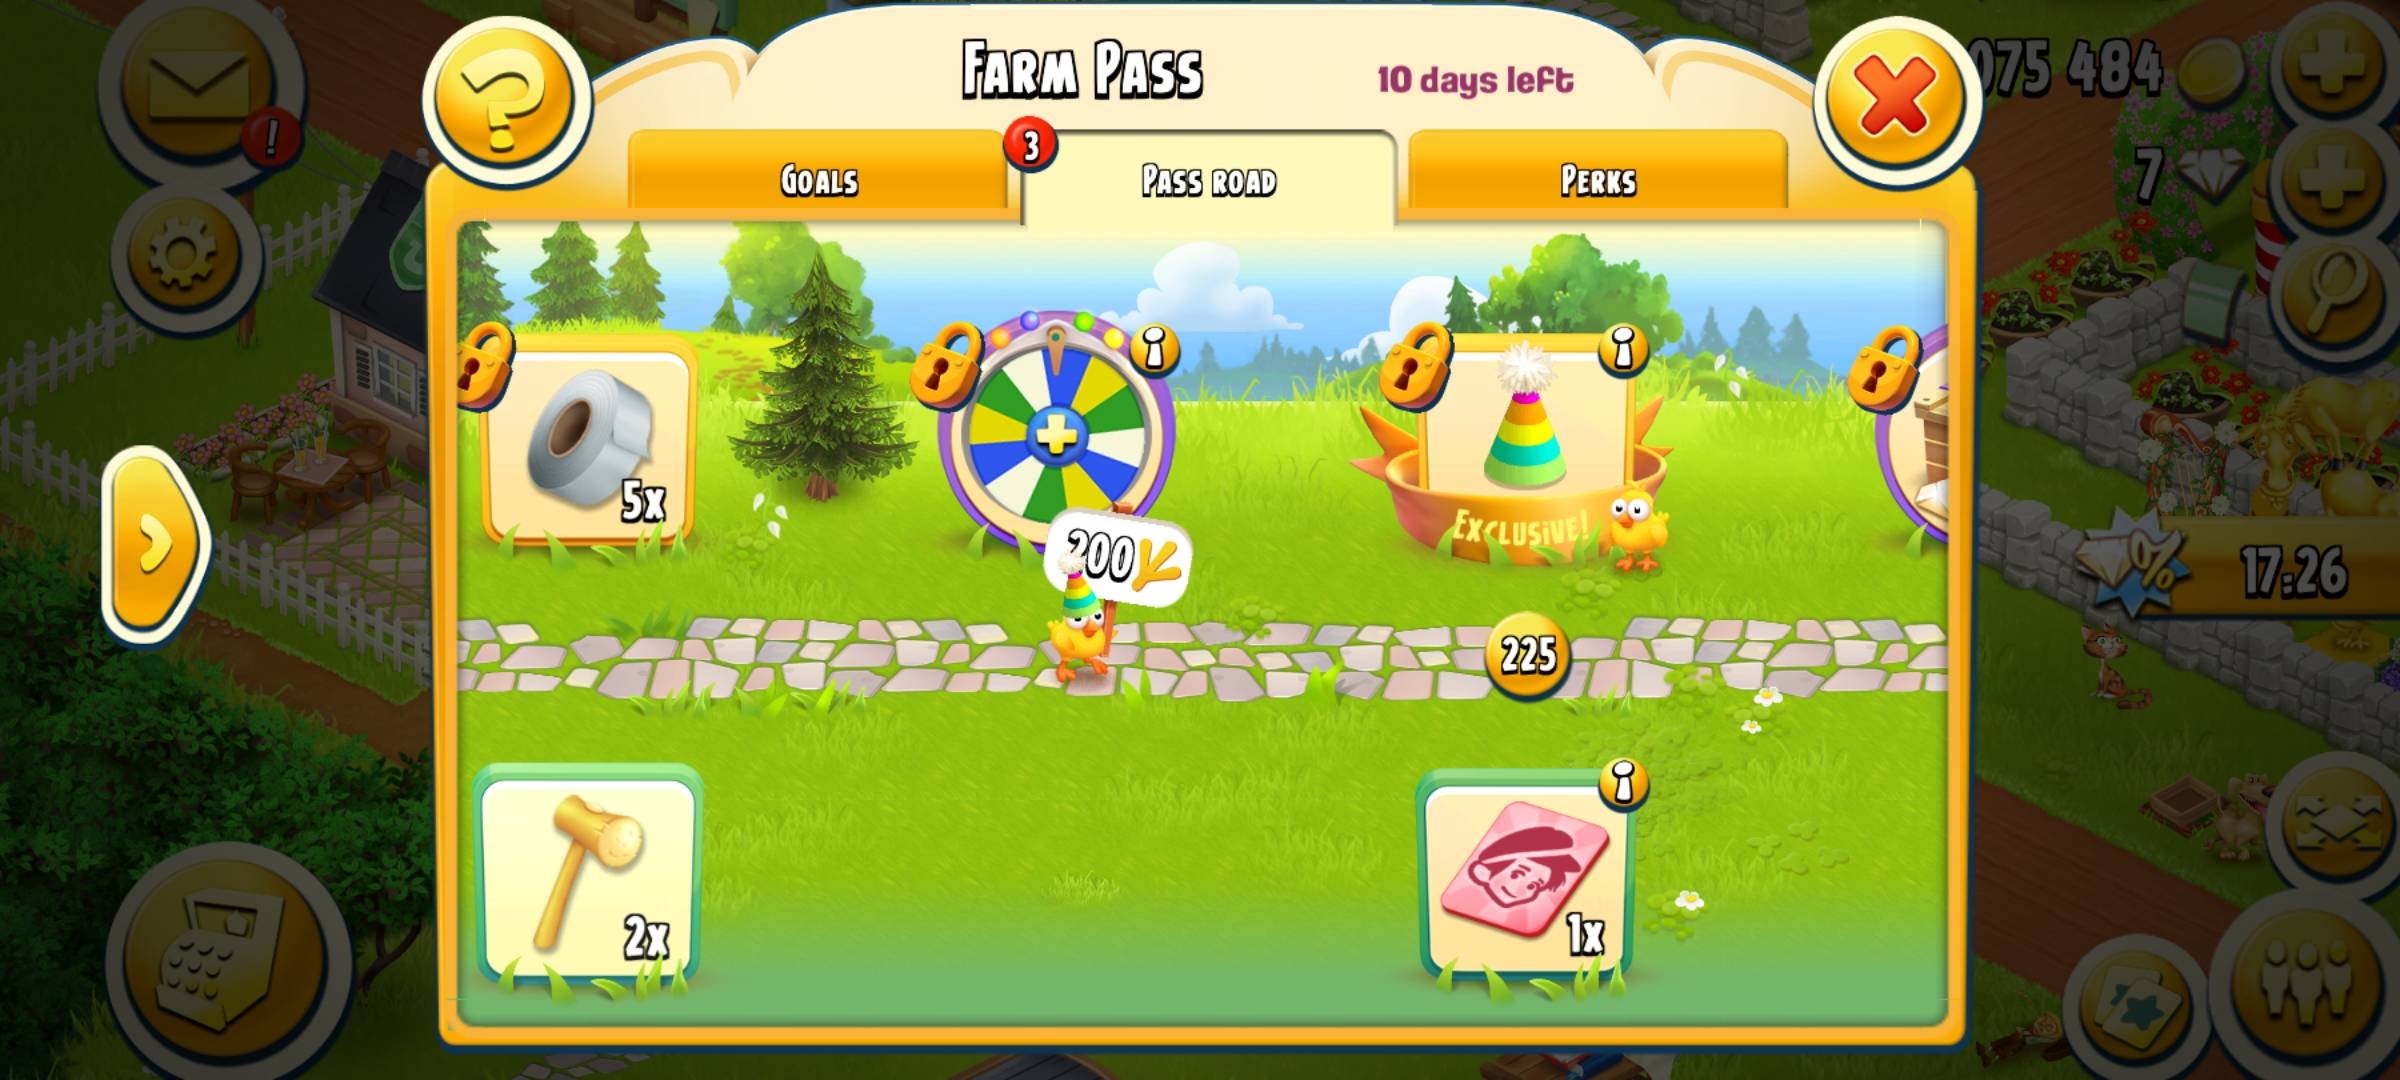 FARM PASS
10 days left
075 484
3
GOALS
PASS ROAD
PERKS
7
!
5x
200
EXCLUSIVE!
%
17:26
225
2x
1x